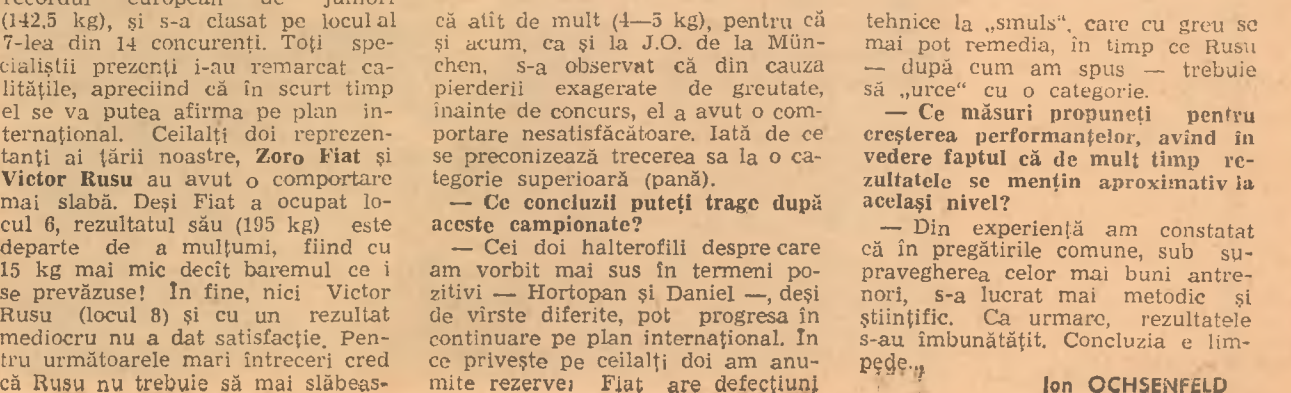 recordul european de juniori
(142,5 kg), și s-a clasat pe locul al
7-lea din 14 concurenți. Toți spe-
cialiștii prezenți i-au remarcat ca-
litățile, apreciind că în scurt timp
el se va putea afirma pe plan in-
ternațional. Ceilalți doi reprezen-
tanți ai țării noastre, Zoro Fiat și
Victor Rusu au avut o comportare
mai slabă. Deși Fiat a ocupat lo-
cul 6, rezultatul său (195 kg) este
departe de a mulțumi, fiind cu
15 kg mai mic decît baremul ce i
se prevăzuse! În fine, nici Victor
Rusu (locul 8) și cu un rezultat
mediocru nu a dat satisfacție. Pen-
tru următoarele mari întreceri cred
că Rusu nu trebuie să mai slăbeas-
că atît de mult (4—5 kg), pentru că
și acum, ca și la J.O. de la Mün-
chen, s-a observat că din cauza
pierderii exagerate de greutate,
înainte de concurs, el a avut o com-
portare nesatisfăcătoare. Iată de ce
se preconizează trecerea sa la o ca-
tegorie superioară (pană).
— Ce concluzii puteți trage după
aceste campionate?
— Cei doi halterofili despre care
am vorbit mai sus în termeni po-
zitivi — Hortopan și Daniel —, deși
de vîrste diferite, pot progresa în
continuare pe plan internațional. În
ce privește pe ceilalți doi am anu-
mite rezerve: Fiat are defecțiuni
tehnice la „smuls“, care cu greu se
mai pot remedia, în timp ce Rusu
— după cum am spus — trebuie
să „urce“ cu o categorie.
— Ce măsuri propuneți pentru
creșterea performanțelor, avînd în
vedere faptul că de mult timp re-
zultatele se mențin aproximativ la
același nivel?
— Din experiență am constatat
că în pregătirile comune, sub su-
pravegherea celor mai buni antre-
nori, s-a lucrat mai metodic și
științific. Ca urmare, rezultatele
s-au îmbunătățit. Concluzia e lim-
pede...
Ion OCHSENFELD